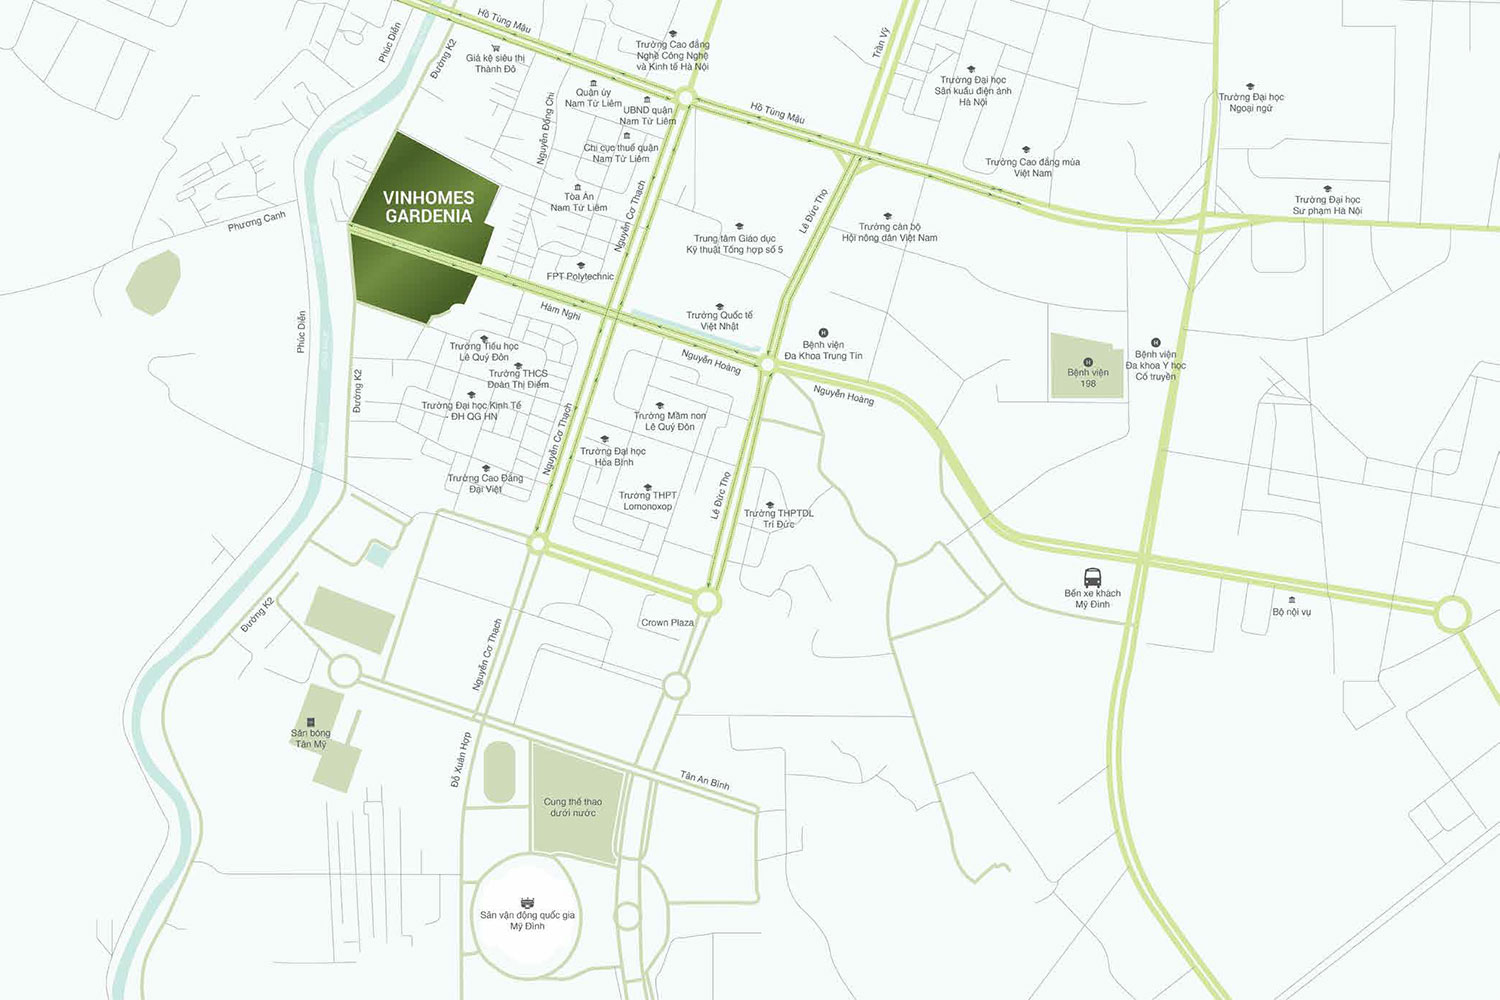 Hồ Tùng Mậu
Phúc Diễn
Đường K2
Giá kệ siêu thị
Thành Đô
Trường Cao đẳng
Nghề Công Nghệ
và Kinh tế Hà Nội
Trần Vỹ
Trường Đại học
Sân kuấu điện ảnh
Hà Nội
Trường Đại học
Ngoại ngữ
Quận ủy
Nam Từ Liêm
UBND quận
Nam Từ Liêm
Hồ Tùng Mậu
Nguyễn Đổng Chi
Chi cục thuế quận
Nam Từ Liêm
Trường Cao đẳng múa
Việt Nam
VINHOMES
GARDENIA
Tòa Án
Nam Từ Liêm
Nguyễn Cơ Thạch
Lê Đức Thọ
Trường Đại học
Sư phạm Hà Nội
Phương Canh
Trung tâm Giáo dục
Kỹ thuật Tổng hợp số 5
Trường cán bộ
Hội nông dân Việt Nam
FPT Polytechnic
Hàm Nghi
Trường Quốc tế
Việt Nhật
Phúc Diễn
Trường Tiểu học
Lê Quý Đôn
Nguyễn Hoàng
Bệnh viện
Đa Khoa Trung Tín
Bệnh viện
198
Bệnh viện
Đa khoa Y học
Cổ truyền
Trường THCS
Đoàn Thị Điểm
Đường K2
Nguyễn Hoàng
Trường Đại học Kinh Tế
- ĐH QG HN
Trường Mầm non
Lê Quý Đôn
Nguyễn Cơ Thạch
Trường Đại học
Hòa Bình
Trường Cao Đẳng
Đại Việt
Trường THPT
Lomonoxop
Lê Đức Thọ
Trường THPTDL
Trí Đức
Đường K2
Bến xe khách
Mỹ Đình
Bộ nội vụ
Crown Plaza
Nguyễn Cơ Thạch
Sân bóng
Tân Mỹ
Đỗ Xuân Hợp
Tân An Bình
Cung thể thao
dưới nước
Sân vận động quốc gia
Mỹ Đình